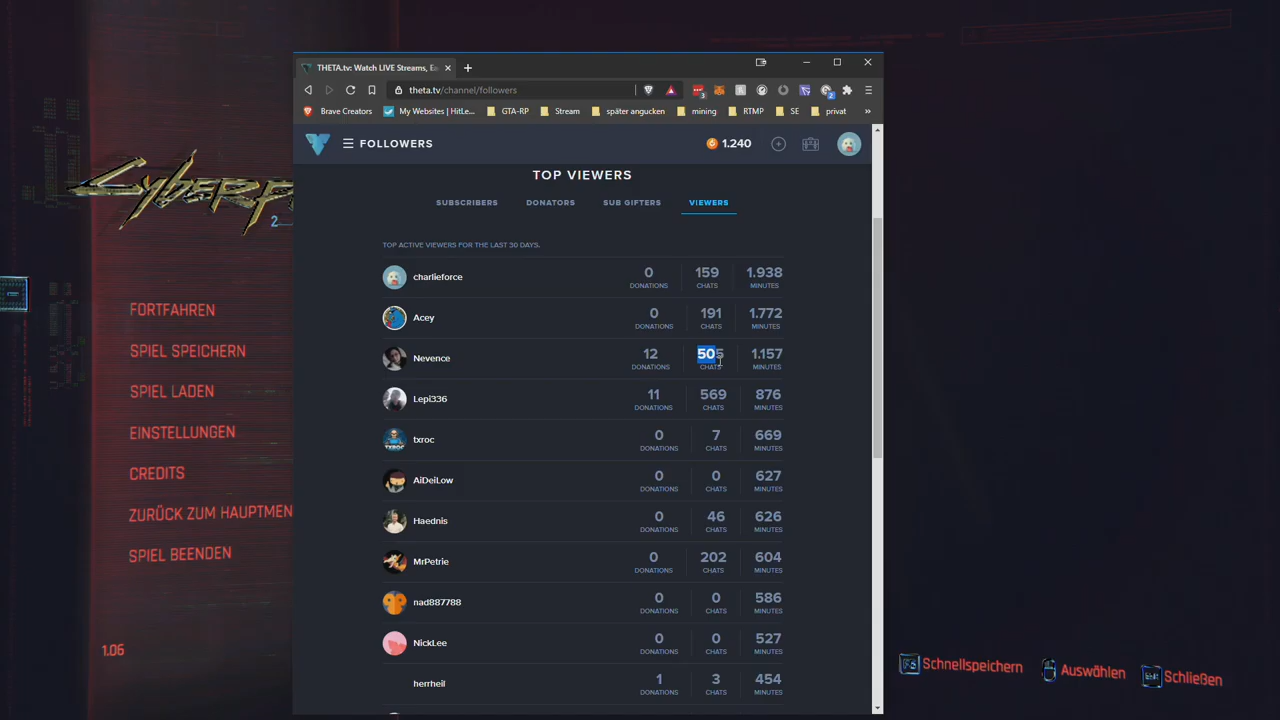 THETA.tv: Watch LIVE Streams, Ea
theta.tv/channel/followers
3
2
Brave Creators
My Websites | HitLe...
GTA-RP
Stream
später angucken
mining
RTMP
SE
privat
»
FOLLOWERS
1.240
TOP VIEWERS
SUBSCRIBERS
DONATORS
SUB GIFTERS
VIEWERS
TOP ACTIVE VIEWERS FOR THE LAST 30 DAYS.
charlieforce
0 159 1.938
DONATIONS CHATS MINUTES
Acey
0 191 1.772
DONATIONS CHATS MINUTES
Nevence
12 505 1.157
DONATIONS CHATS MINUTES
Lepi336
11 569 876
DONATIONS CHATS MINUTES
txroc
0 7 669
DONATIONS CHATS MINUTES
AiDeiLow
0 0 627
DONATIONS CHATS MINUTES
Haednis
0 46 626
DONATIONS CHATS MINUTES
MrPetrie
0 202 604
DONATIONS CHATS MINUTES
nad887788
0 0 586
DONATIONS CHATS MINUTES
NickLee
0 0 527
DONATIONS CHATS MINUTES
herrheil
1 3 454
DONATIONS CHATS MINUTES
CYBERP
2
FORTFAHREN
SPIEL SPEICHERN
SPIEL LADEN
EINSTELLUNGEN
CREDITS
ZURÜCK ZUM HAUPTMEN
SPIEL BEENDEN
1.06
F5 Schnellspeichern
Auswählen
Schließen